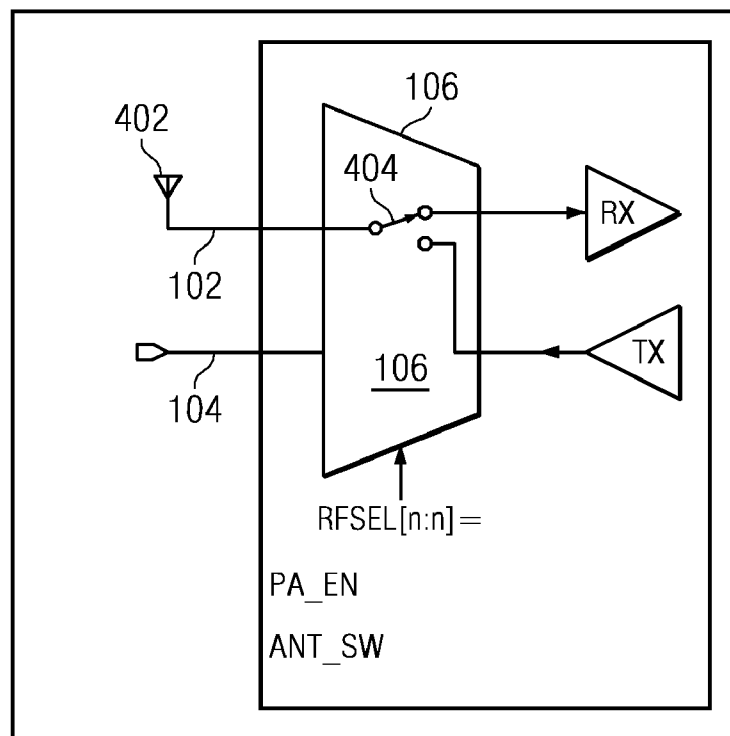 106
402
404
RX
102
TX
106
104
RFSEL[n:n]=
PA_EN
ANT_SW